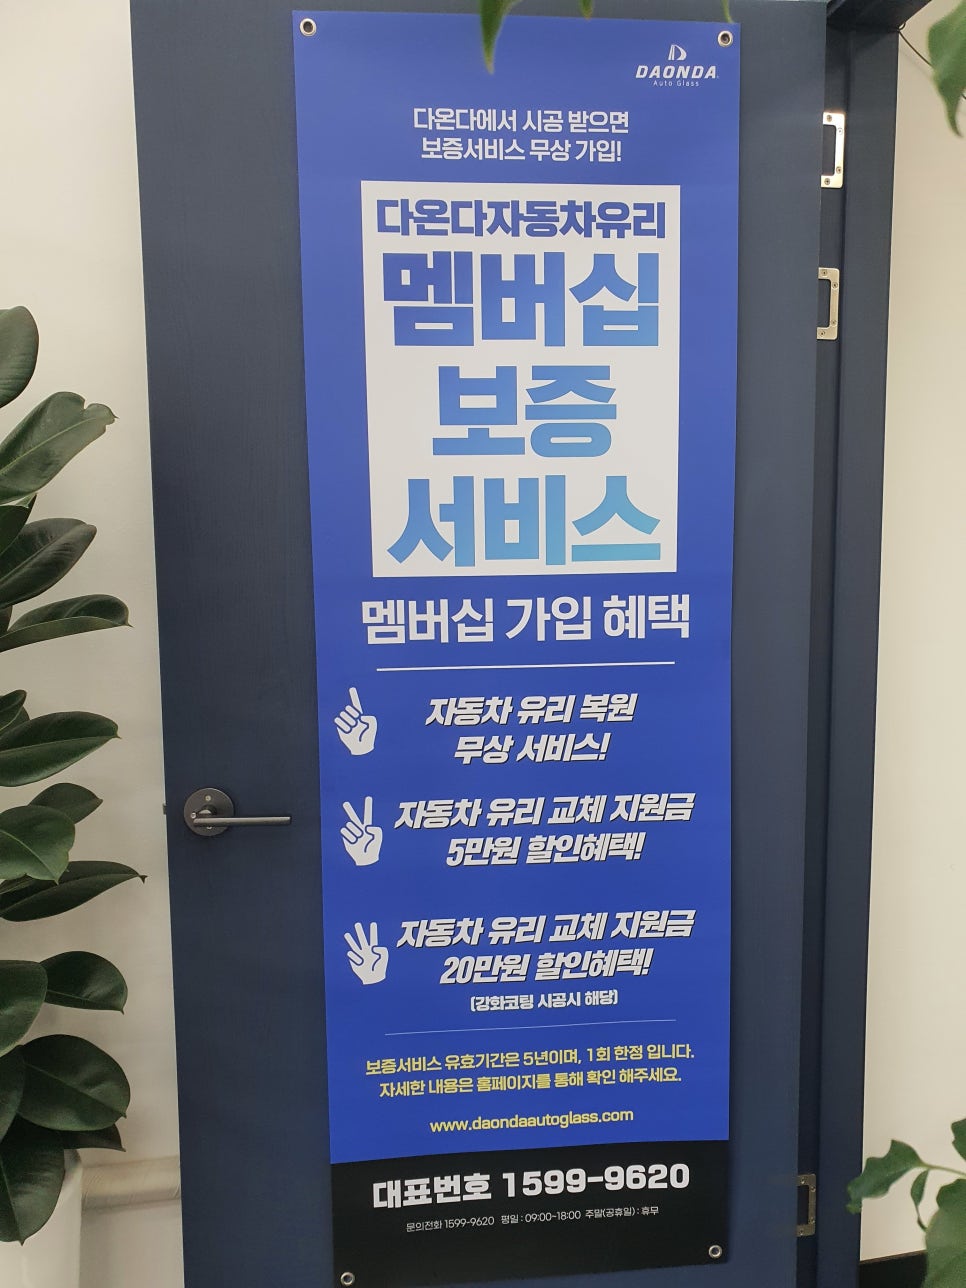 DAONDA
Auto Glass
다온다에서 시공 받으면
보증서비스 무상 가입!
다온다자동차유리
멤버십
보증
서비스
멤버십 가입 혜택
자동차 유리 복원
무상 서비스!
자동차 유리 교체 지원금
5만원 할인혜택!
자동차 유리 교체 지원금
20만원 할인혜택!
(강화코팅 시공시 해당)
보증서비스 유효기간은 5년이며, 1회 한정 입니다.
자세한 내용은 홈페이지를 통해 확인 해주세요.
www.daondaautoglass.com
대표번호 1599-9620
문의전화 1599-9620 평일 : 09:00~18:00 주말(공휴일) : 휴무